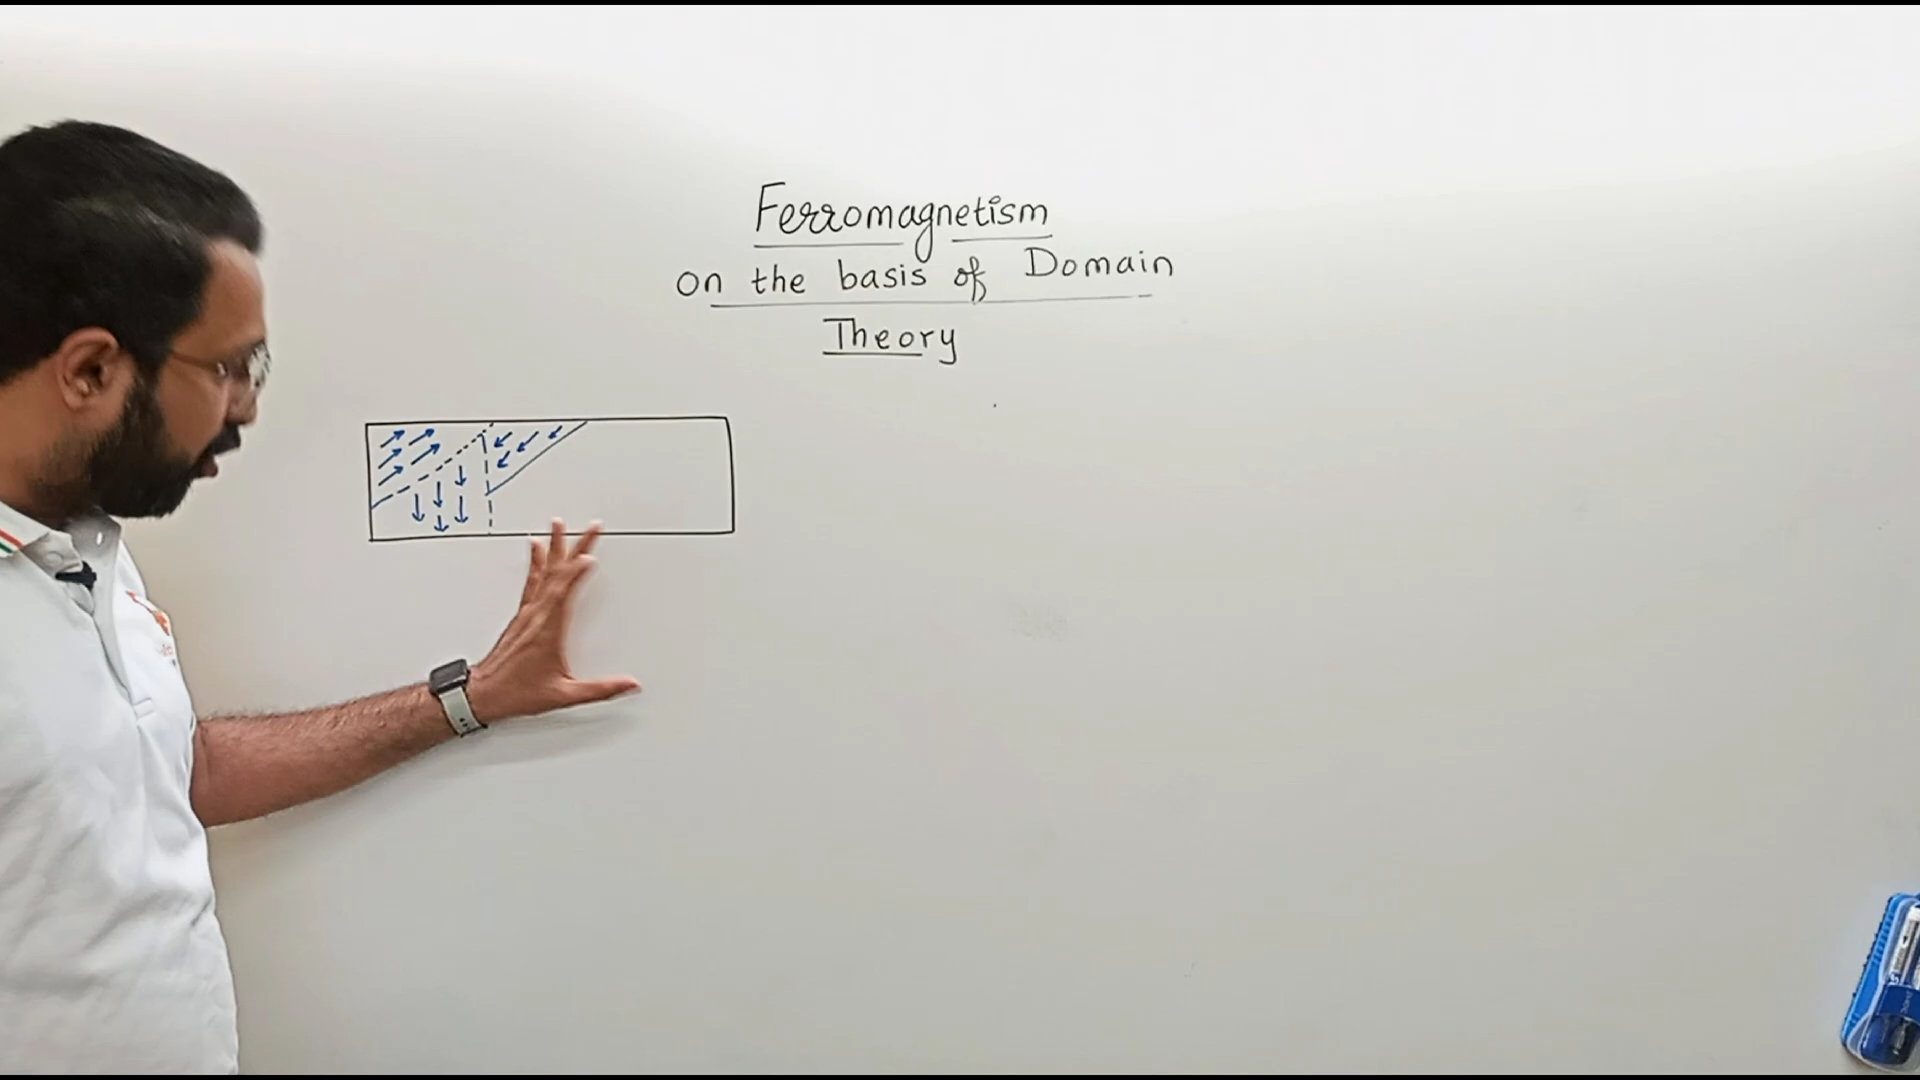 Ferromagnetism
on the basis of Domain
Theory